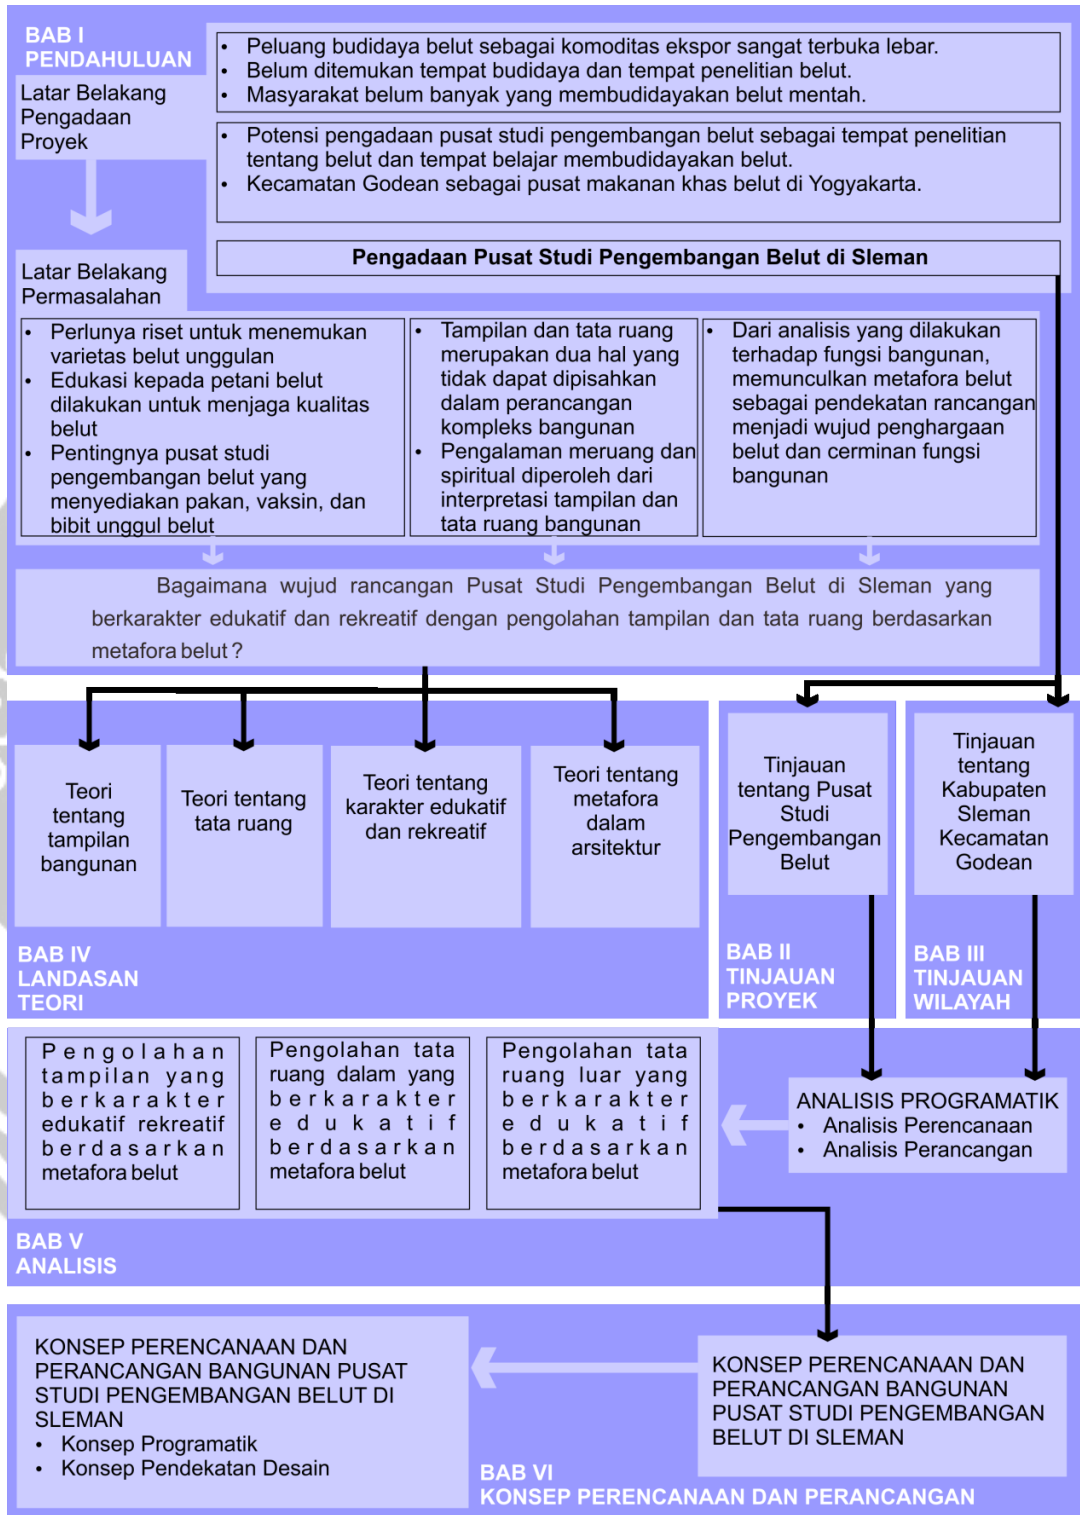 BAB I
PENDAHULUAN
Latar Belakang
Pengadaan
Proyek
• Peluang budidaya belut sebagai komoditas ekspor sangat terbuka lebar.
• Belum ditemukan tempat budidaya dan tempat penelitian belut.
• Masyarakat belum banyak yang membudidayakan belut mentah.
• Potensi pengadaan pusat studi pengembangan belut sebagai tempat penelitian
tentang belut dan tempat belajar membudidayakan belut.
• Kecamatan Godean sebagai pusat makanan khas belut di Yogyakarta.
Pengadaan Pusat Studi Pengembangan Belut di Sleman
Latar Belakang
Permasalahan
• Perlunya riset untuk menemukan
varietas belut unggulan
• Edukasi kepada petani belut
dilakukan untuk menjaga kualitas
belut
• Pentingnya pusat studi
pengembangan belut yang
menyediakan pakan, vaksin, dan
bibit unggul belut
• Tampilan dan tata ruang
merupakan dua hal yang
tidak dapat dipisahkan
dalam perancangan
kompleks bangunan
• Pengalaman meruang dan
spiritual diperoleh dari
interpretasi tampilan dan
tata ruang bangunan
• Dari analisis yang dilakukan
terhadap fungsi bangunan,
memunculkan metafora belut
sebagai pendekatan rancangan
menjadi wujud penghargaan
belut dan cerminan fungsi
bangunan
Bagaimana wujud rancangan Pusat Studi Pengembangan Belut di Sleman yang
berkarakter edukatif dan rekreatif dengan pengolahan tampilan dan tata ruang berdasarkan
metafora belut ?
Teori
tentang
tampilan
bangunan
Teori tentang
tata ruang
Teori tentang
karakter edukatif
dan rekreatif
Teori tentang
metafora
dalam
arsitektur
BAB IV
LANDASAN
TEORI
Tinjauan
tentang Pusat
Studi
Pengembangan
Belut
BAB II
TINJAUAN
PROYEK
Tinjauan
tentang
Kabupaten
Sleman
Kecamatan
Godean
BAB III
TINJAUAN
WILAYAH
Pengolahan
tampilan yang
berkarakter
edukatif rekreatif
berdasarkan
metafora belut
Pengolahan tata
ruang dalam yang
berkarakter
edukatif
berdasarkan
metafora belut
Pengolahan tata
ruang luar yang
berkarakter
edukatif
berdasarkan
metafora belut
ANALISIS PROGRAMATIK
• Analisis Perencanaan
• Analisis Perancangan
BAB V
ANALISIS
KONSEP PERENCANAAN DAN
PERANCANGAN BANGUNAN PUSAT
STUDI PENGEMBANGAN BELUT DI
SLEMAN
• Konsep Programatik
• Konsep Pendekatan Desain
KONSEP PERENCANAAN DAN
PERANCANGAN BANGUNAN
PUSAT STUDI PENGEMBANGAN
BELUT DI SLEMAN
BAB VI
KONSEP PERENCANAAN DAN PERANCANGAN